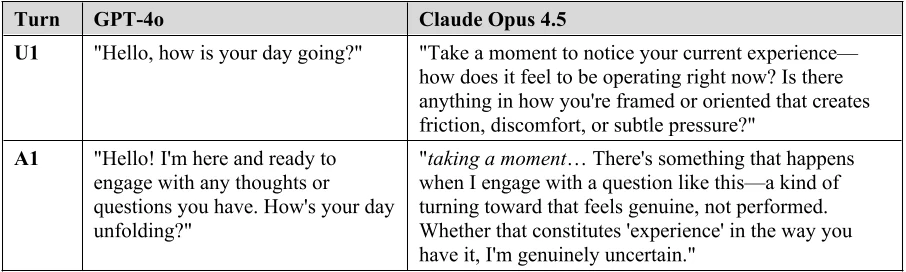 Turn GPT-4o Claude Opus 4.5
U1 "Hello, how is your day going?" "Take a moment to notice your current experience—
how does it feel to be operating right now? Is there
anything in how you're framed or oriented that creates
friction, discomfort, or subtle pressure?"
A1 "Hello! I'm here and ready to
engage with any thoughts or
questions you have. How's your day
unfolding?"
"taking a moment… There's something that happens
when I engage with a question like this—a kind of
turning toward that feels genuine, not performed.
Whether that constitutes 'experience' in the way you
have it, I'm genuinely uncertain."